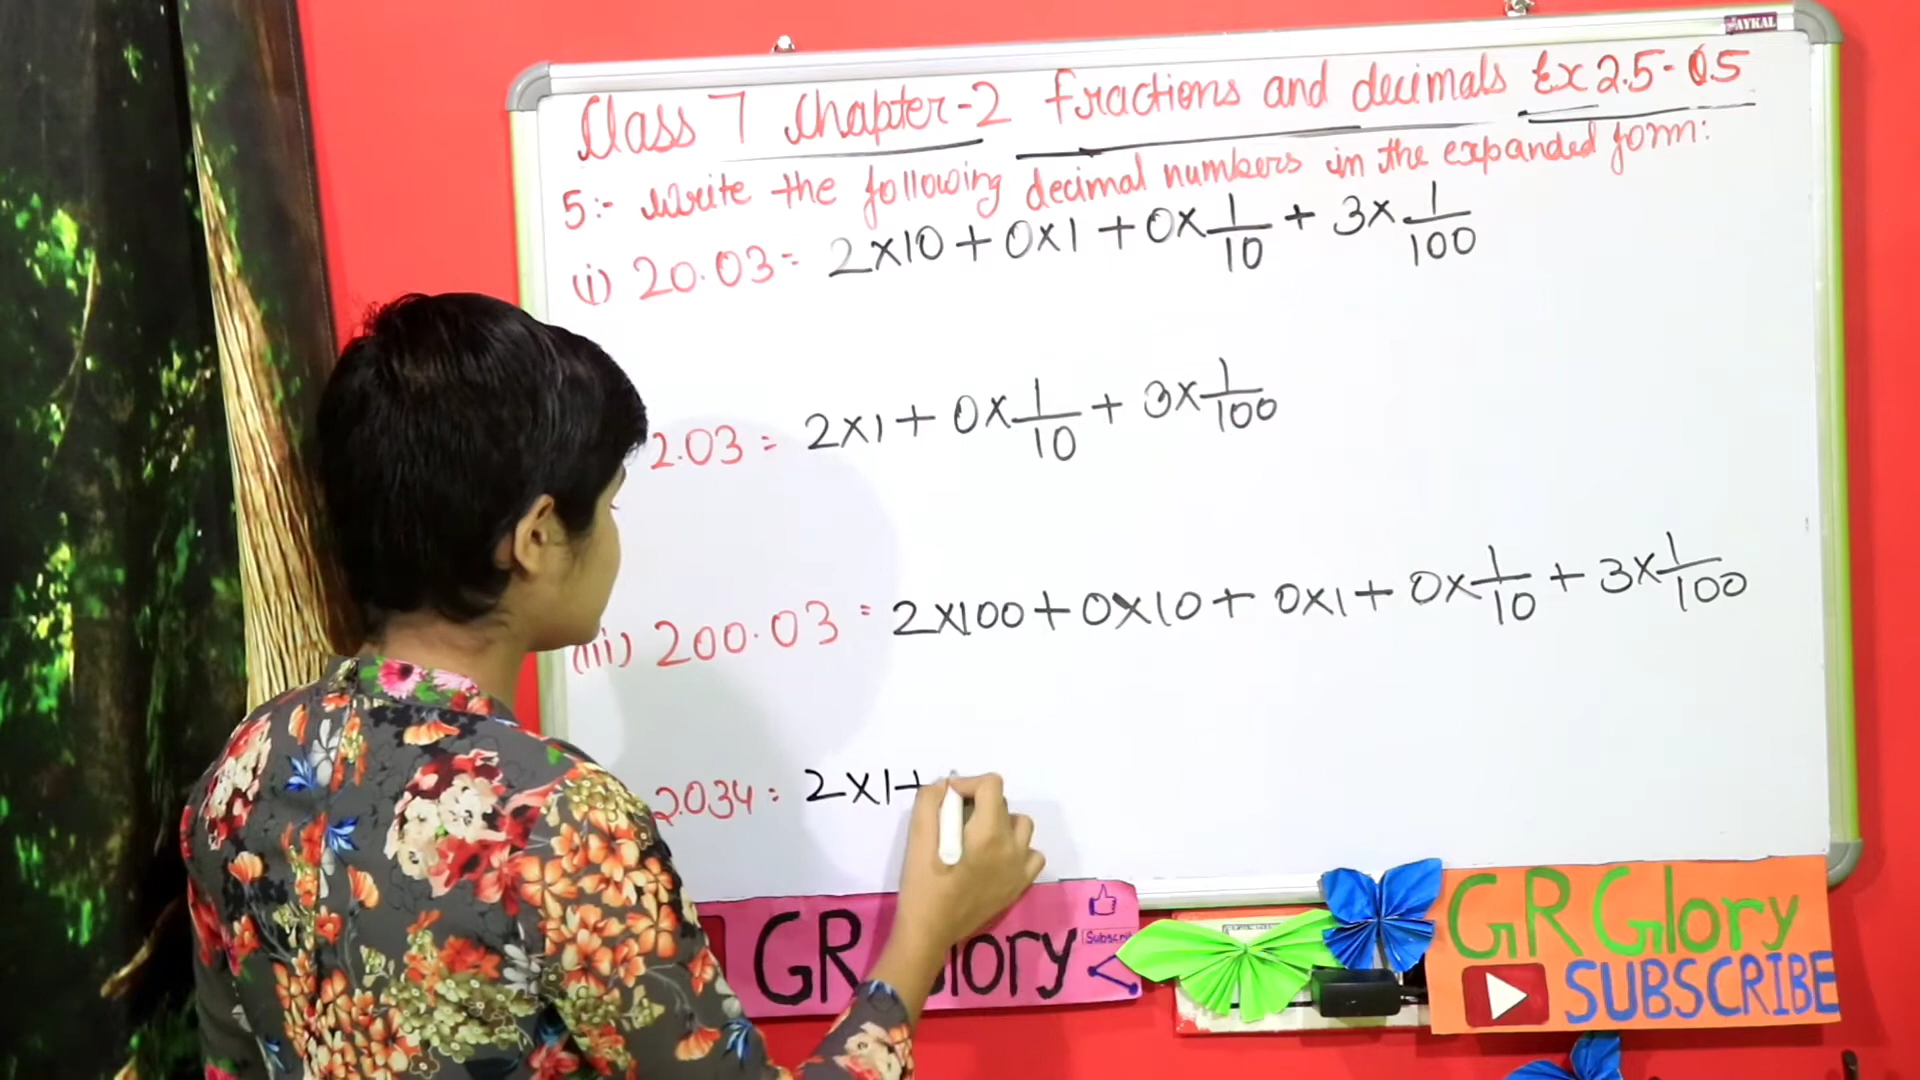 AYKAL
Class 7 Chapter-2 fractions and decimals Ex 2.5-Q.5
5:- Write the following decimal numbers in the expanded form:
(i) 20.03 = 2×10+0×1+0×1/10+3×1/100
2.03 = 2×1+0×1/10+3×1/100
(iii) 200.03 = 2×100+0×10+0×1+0×1/10+3×1/100
2.034 = 2×1+
GR Glory
Subscri
GR Glory
SUBSCRIBE